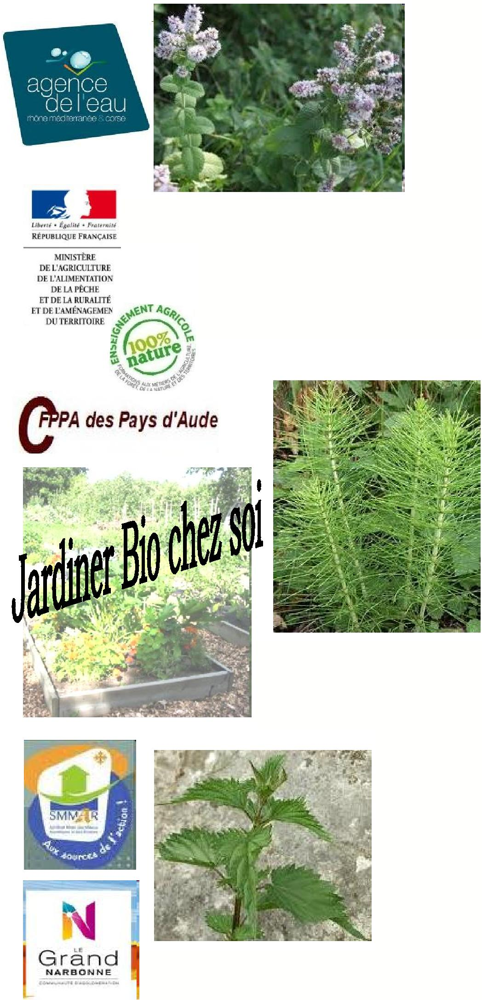 agence
de l'eau
rhône méditerranée & corse
Liberté • Égalité • Fraternité
RÉPUBLIQUE FRANÇAISE
MINISTÈRE
DE L'AGRICULTURE
DE L'ALIMENTATION
DE LA PÊCHE
ET DE LA RURALITÉ
ET DE L'AMÉNAGEMEN
DU TERRITOIRE
ENSEIGNEMENT AGRICOLE
100%
nature
FORMATIONS AUX MÉTIERS DE L'AGRICULTURE,
DE LA FORÊT, DE LA NATURE ET DES TERRITOIRES
CFPPA des Pays d'Aude
Jardiner Bio chez soi
SMMAR
Aux sources de l'action !
N
LE
Grand
NARBONNE
COMMUNAUTÉ D'AGGLOMÉRATION